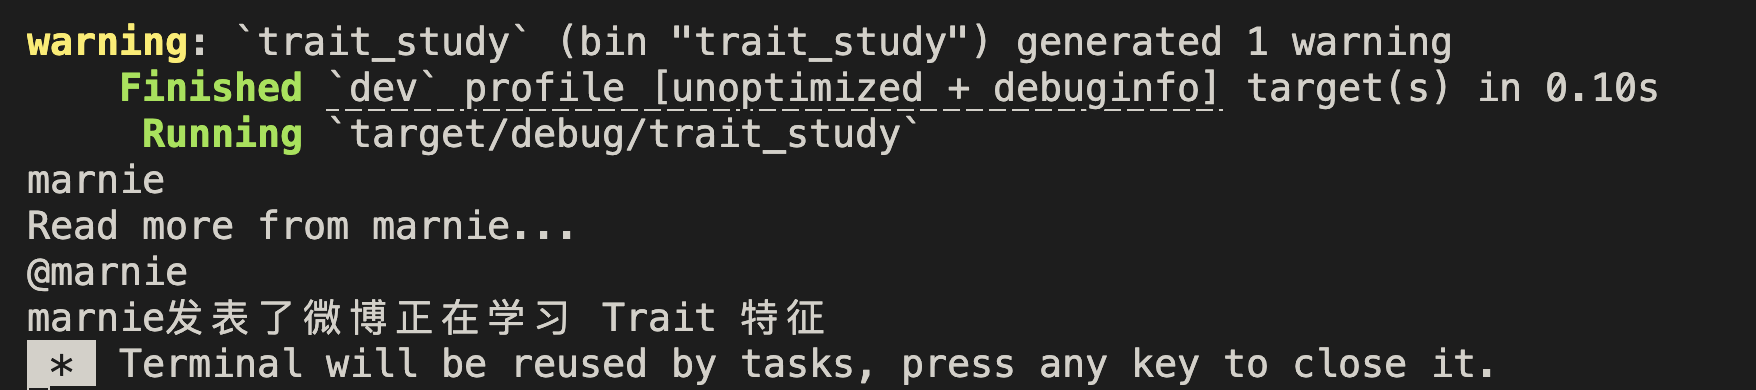 warning: `trait_study` (bin "trait_study") generated 1 warning
Finished `dev` profile [unoptimized + debuginfo] target(s) in 0.10s
Running `target/debug/trait_study`
marnie
Read more from marnie...
@marnie
marnie发表了微博正在学习 Trait 特征
* Terminal will be reused by tasks, press any key to close it.